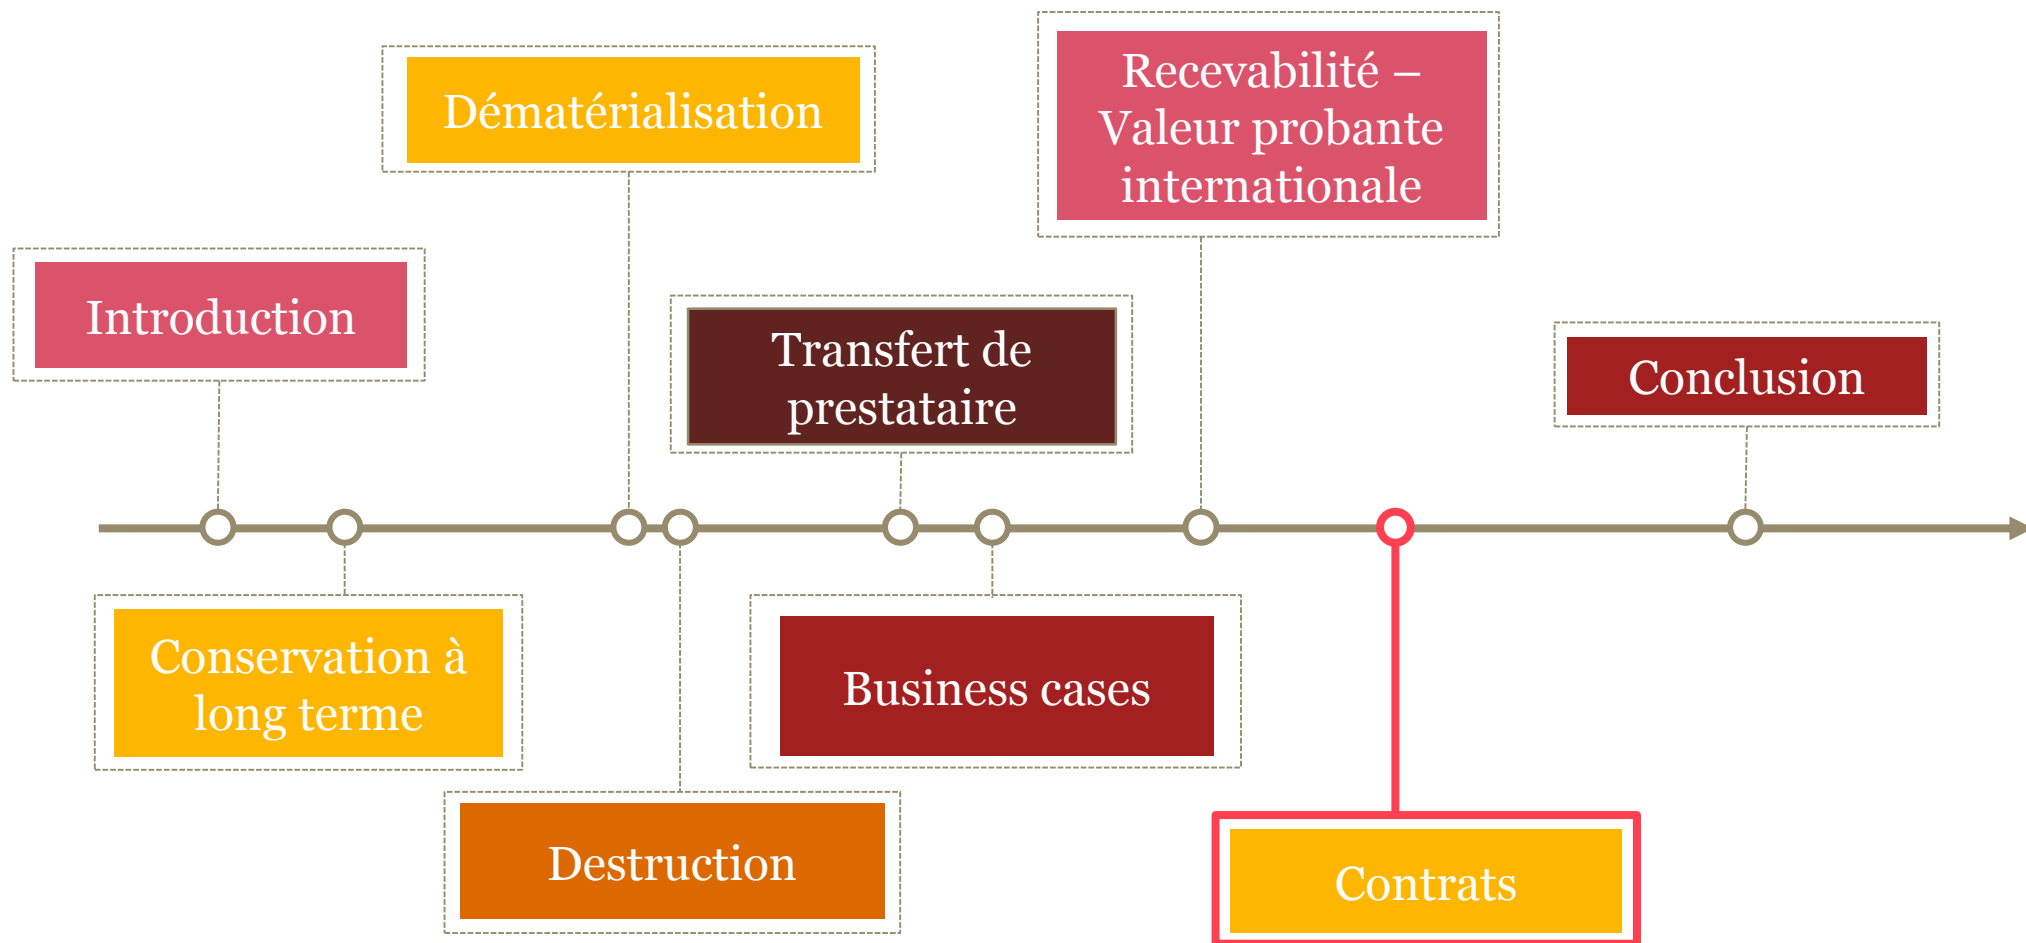 Dématérialisation
Recevabilité –
Valeur probante
internationale
Introduction
Transfert de
prestataire
Conclusion
Conservation à
long terme
Business cases
Destruction
Contrats